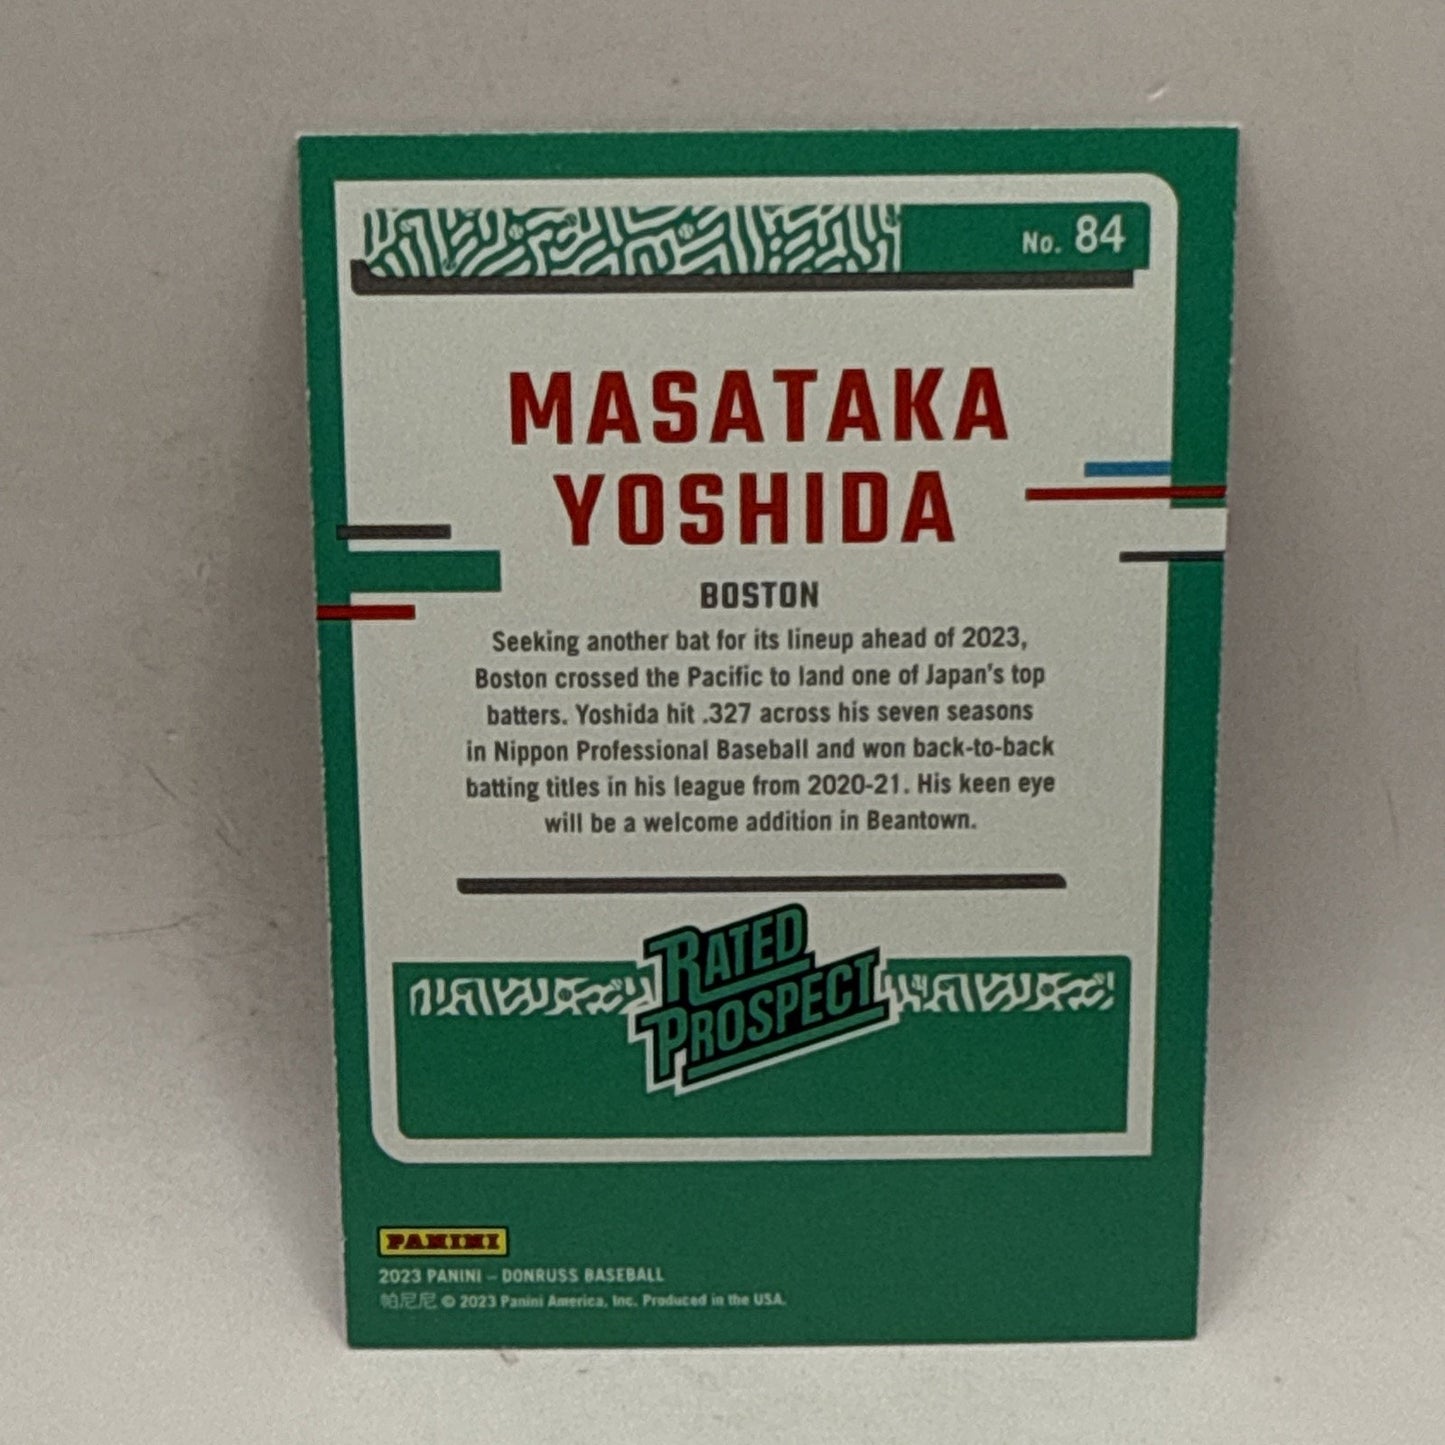 No. 84
MASATAKA
YOSHIDA
BOSTON
Seeking another bat for its lineup ahead of 2023,
Boston crossed the Pacific to land one of Japan's top
batters. Yoshida hit .327 across his seven seasons
in Nippon Professional Baseball and won back-to-back
batting titles in his league from 2020-21. His keen eye
will be a welcome addition in Beantown.
RATED
PROSPECT
PANINI
2023 PANINI – DONRUSS BASEBALL
帕尼尼 © 2023 Panini America, Inc. Produced in the USA.